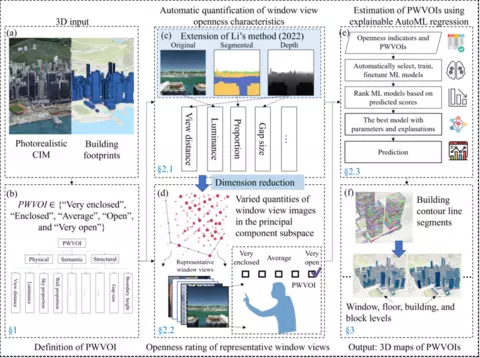 3D input
Automatic quantification of window view
openness characteristics
Estimation of PWVOIs using
explainable AutoML regression
(a)
Photorealistic
CIM
Building
footprints
(c)
Extension of Li's method (2022)
Original
Segmented
Depth
View distance
Luminance
Proportion
Gap size
...
§2.1
Dimension reduction
(e)
Openness indicators and
PWVOIs
Automatically select, train,
finetune ML models
Rank ML models based on
predicted scores
The best model with
parameters and explanations
Prediction
§2.3
(b)
PWVOI ∈ {“Very enclosed”,
“Enclosed”, “Average”, “Open”,
and “Very open”}
PWVOI
Physical
Semantic
Structural
View distance
Luminance
Sky proportion
Wall proportion
...
Gap size
Boundary height
§1
Definition of PWVOI
(d)
Varied quantities of
window view images in
the principal
component subspace
Representative
window views
Very
enclosed
Average
Very
open
PWVOI
§2.2
Openness rating of representative window views
(f)
Building
contour line
segments
Window, floor, building, and
block levels
§3
Output: 3D maps of PWVOIs